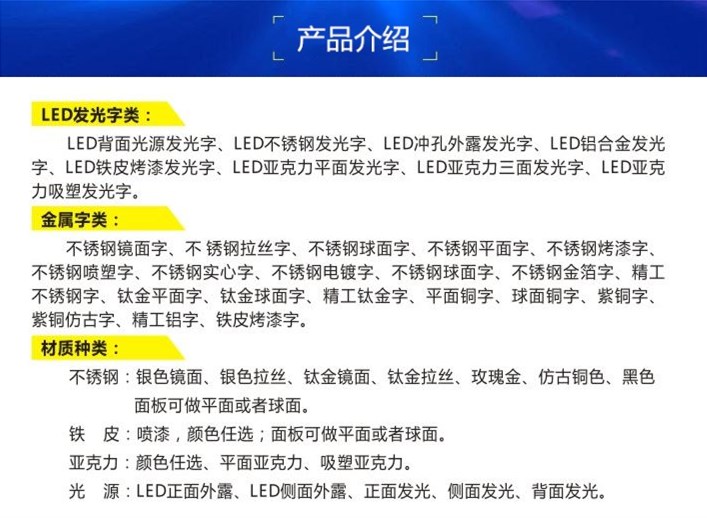 产品介绍
LED发光字类：
LED背面光源发光字、LED不锈钢发光字、LED冲孔外露发光字、LED铝合金发光
字、LED铁皮烤漆发光字、LED亚克力平面发光字、LED亚克力三面发光字、LED亚克
力吸塑发光字。
金属字类：
不锈钢镜面字、不 锈钢拉丝字、不锈钢球面字、不锈钢平面字、不锈钢烤漆字、
不锈钢喷塑字、不锈钢实心字、不锈钢电镀字、不锈钢球面字、不锈钢金箔字、精工
不锈钢字、钛金平面字、钛金球面字、精工钛金字、平面铜字、球面铜字、紫铜字、
紫铜仿古字、精工铝字、铁皮烤漆字。
材质种类：
不锈钢：银色镜面、银色拉丝、钛金镜面、钛金拉丝、玫瑰金、仿古铜色、黑色
面板可做平面或者球面。
铁 皮：喷漆，颜色任选；面板可做平面或者球面。
亚克力：颜色任选、平面亚克力、吸塑亚克力。
光 源：LED正面外露、LED侧面外露、正面发光、侧面发光、背面发光。